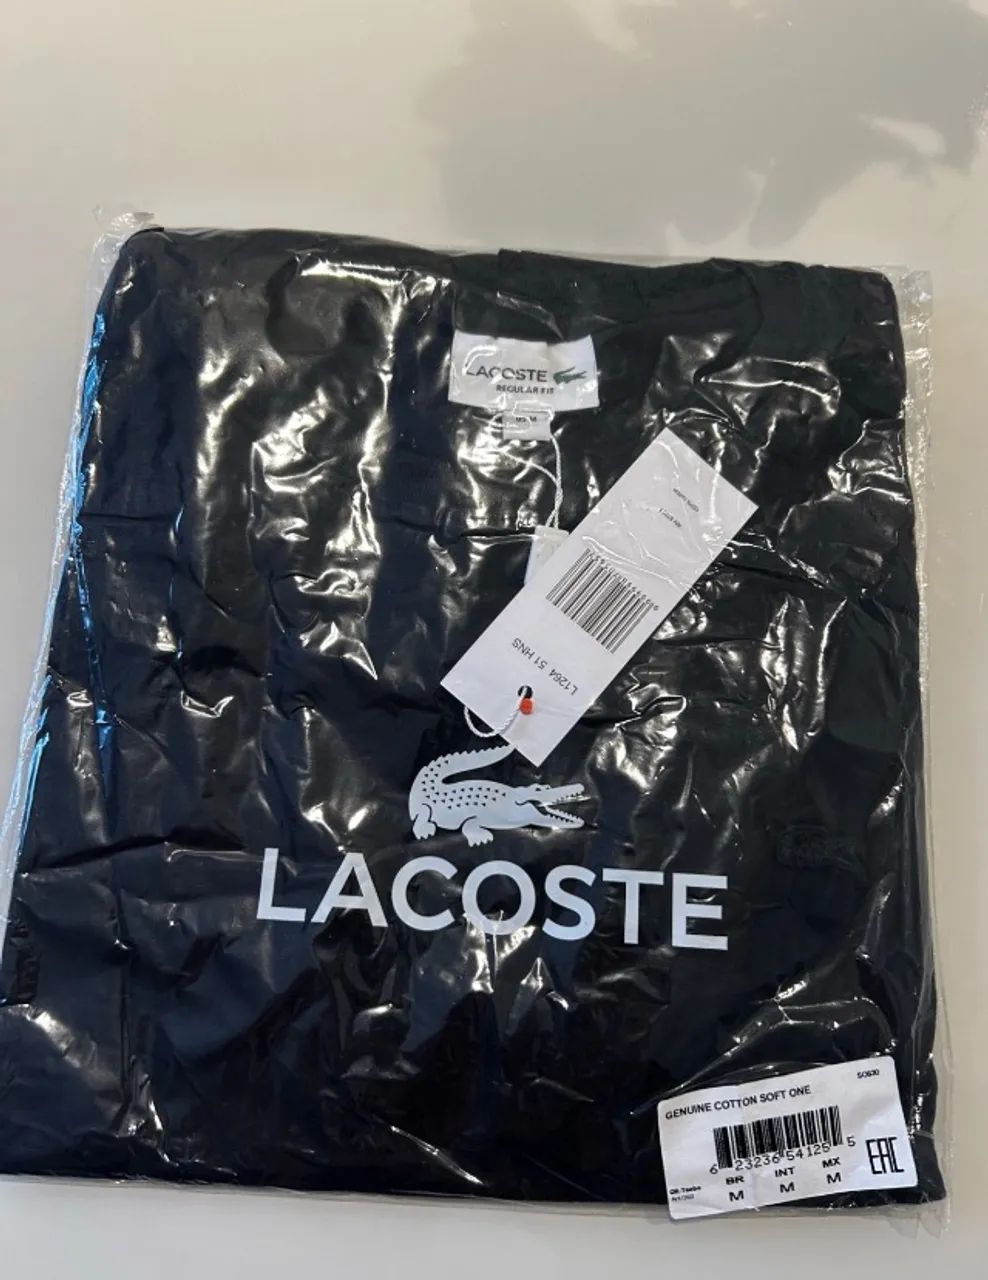 LACOSTE
REGULAR FIT
L1264 51 HNS
LACOSTE
SO530
GENUINE COTTON SOFT ONE
6 23236 54125 5
BR INT MX
M M M
EAC